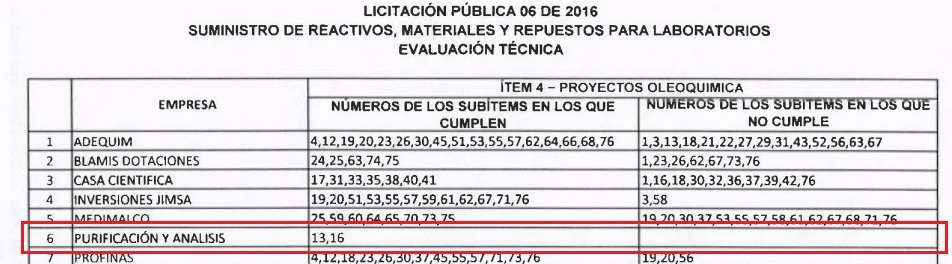 LICITACIÓN PÚBLICA 06 DE 2016
SUMINISTRO DE REACTIVOS, MATERIALES Y REPUESTOS PARA LABORATORIOS
EVALUACIÓN TÉCNICA
ÍTEM 4 – PROYECTOS OLEOQUIMICA
EMPRESA
NÚMEROS DE LOS SUBÍTEMS EN LOS QUE CUMPLEN
NÚMEROS DE LOS SUBÍTEMS EN LOS QUE NO CUMPLE
1 ADEQUIM 4,12,19,20,23,26,30,45,51,53,55,57,62,64,66,68,76 1,3,13,18,21,22,27,29,31,43,52,56,63,67
2 BLAMIS DOTACIONES 24,25,63,74,75 1,23,26,62,67,73,76
3 CASA CIENTIFICA 17,31,33,35,38,40,41 1,16,18,30,32,36,37,39,42,76
4 INVERSIONES JIMSA 19,20,51,53,55,57,59,61,62,67,71,76 3,58
5 MEDIMALCO 25,59,60,64,65,70,73,75 19,20,30,37,53,55,57,58,61,62,67,68,71,76
6 PURIFICACIÓN Y ANALISIS 13,16
7 PROFINAS 4,12,18,23,26,30,37,45,55,57,71,73,76 19,20,56